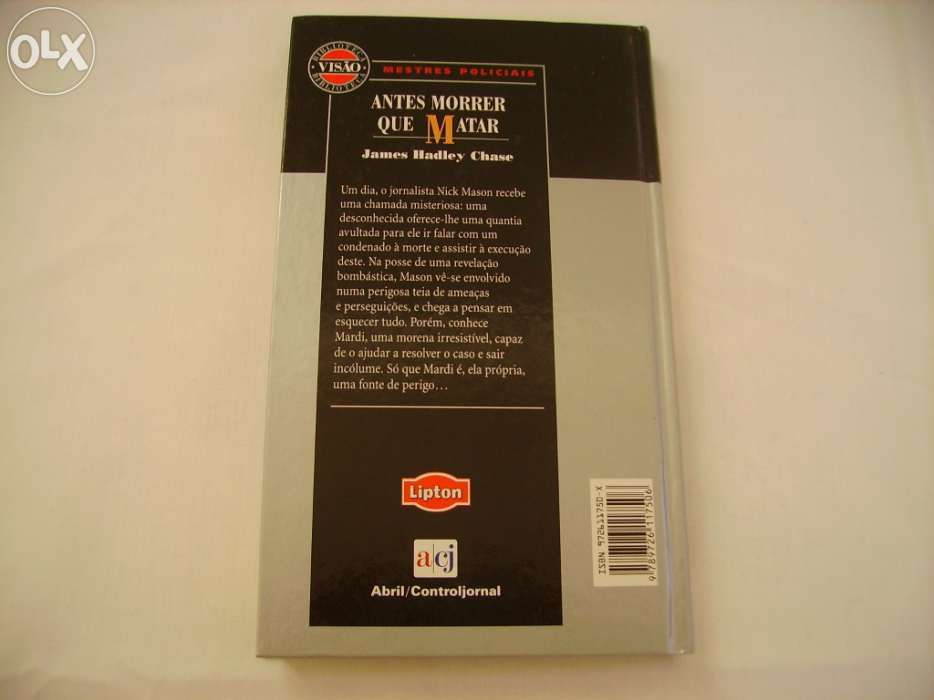 OLX
BIBLIOTECA
VISÃO
BIBLIOTECA
MESTRES POLICIAIS
ANTES MORRER
QUE MATAR
James Hadley Chase
Um dia, o jornalista Nick Mason recebe
uma chamada misteriosa: uma
desconhecida oferece-lhe uma quantia
avultada para ele ir falar com um
condenado à morte e assistir à execução
deste. Na posse de uma revelação
bombástica, Mason vê-se envolvido
numa perigosa teia de ameaças
e perseguições, e chega a pensar em
esquecer tudo. Porém, conhece
Mardi, uma morena irresistível, capaz
de o ajudar a resolver o caso e sair
incólume. Só que Mardi é, ela própria,
uma fonte de perigo...
Lipton
a|cj
Abril/Controljornal
ISBN 972611750-X
9789726117506